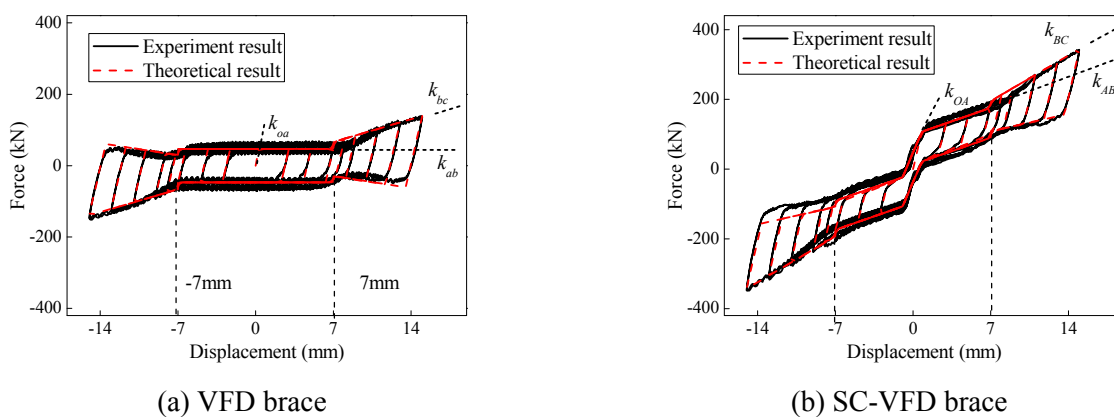 400
200
0
-200
-400
Force (kN)
Experiment result
Theoretical result
k_oa
k_bc
k_ab
-7mm
7mm
-14 -7 0 7 14
Displacement (mm)
(a) VFD brace
400
200
0
-200
-400
Force (kN)
Experiment result
Theoretical result
k_BC
k_OA
k_AB
-14 -7 0 7 14
Displacement (mm)
(b) SC-VFD brace